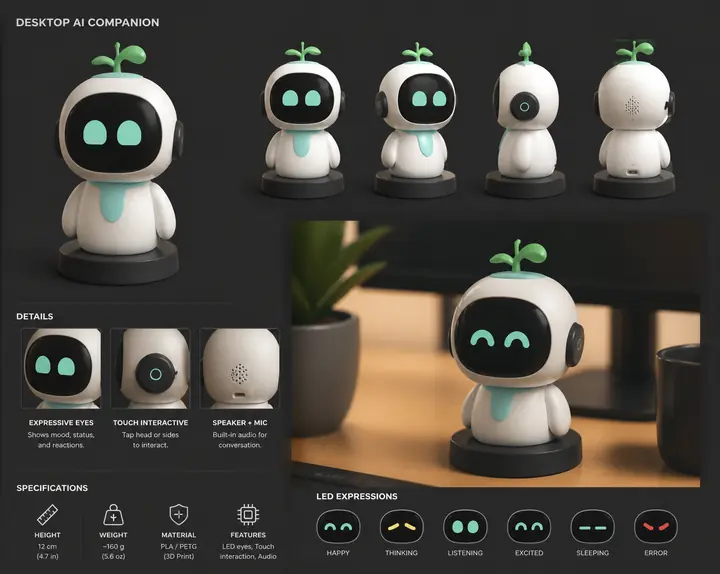 DESKTOP AI COMPANION
DETAILS
EXPRESSIVE EYES
Shows mood, status,
and reactions.
TOUCH INTERACTIVE
Tap head or sides
to interact.
SPEAKER + MIC
Built-in audio for
conversation.
SPECIFICATIONS
HEIGHT
12 cm
(4.7 in)
WEIGHT
~160 g
(5.6 oz)
MATERIAL
PLA / PETG
(3D Print)
FEATURES
LED eyes, Touch
interaction, Audio
LED EXPRESSIONS
HAPPY
THINKING
LISTENING
EXCITED
SLEEPING
ERROR